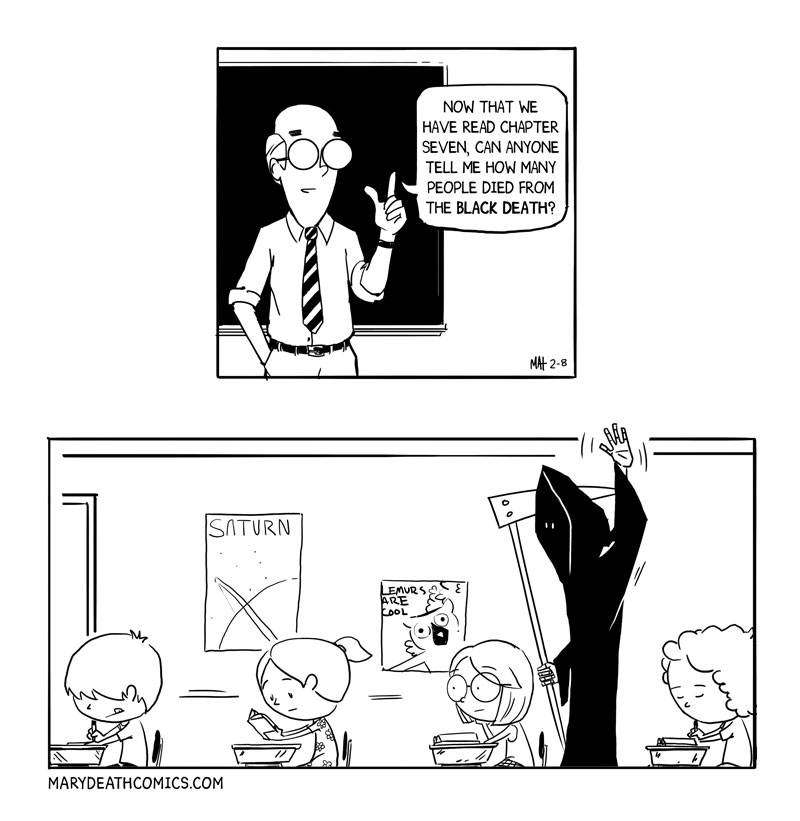 NOW THAT WE
HAVE READ CHAPTER
SEVEN, CAN ANYONE
TELL ME HOW MANY
PEOPLE DIED FROM
THE BLACK DEATH?
MAH 2-8
SATURN
LEMURS
ARE
COOL
MARYDEATHCOMICS.COM